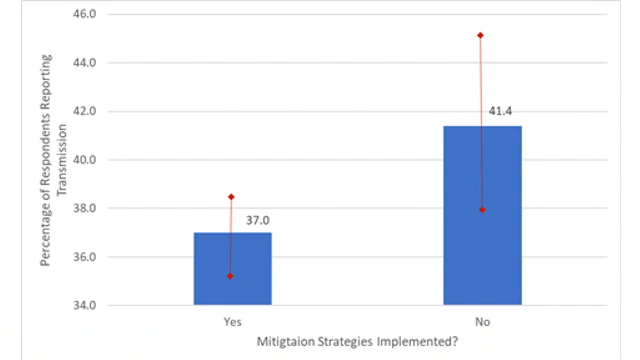 46.0
44.0
42.0
40.0
38.0
36.0
34.0
Percentage of Respondents Reporting
Transmission
37.0
41.4
Yes
No
Mitigtaion Strategies Implemented?